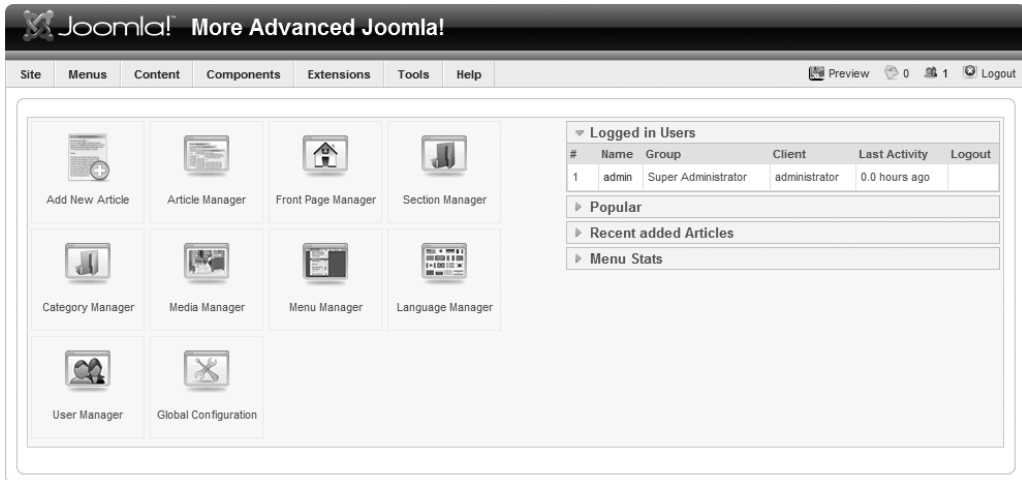 Joomla! More Advanced Joomla!
Site Menus Content Components Extensions Tools Help Preview 0 1 Logout
Add New Article Article Manager Front Page Manager Section Manager
Category Manager Media Manager Menu Manager Language Manager
User Manager Global Configuration
Logged in Users
# Name Group Client Last Activity Logout
1 admin Super Administrator administrator 0.0 hours ago
Popular
Recent added Articles
Menu Stats